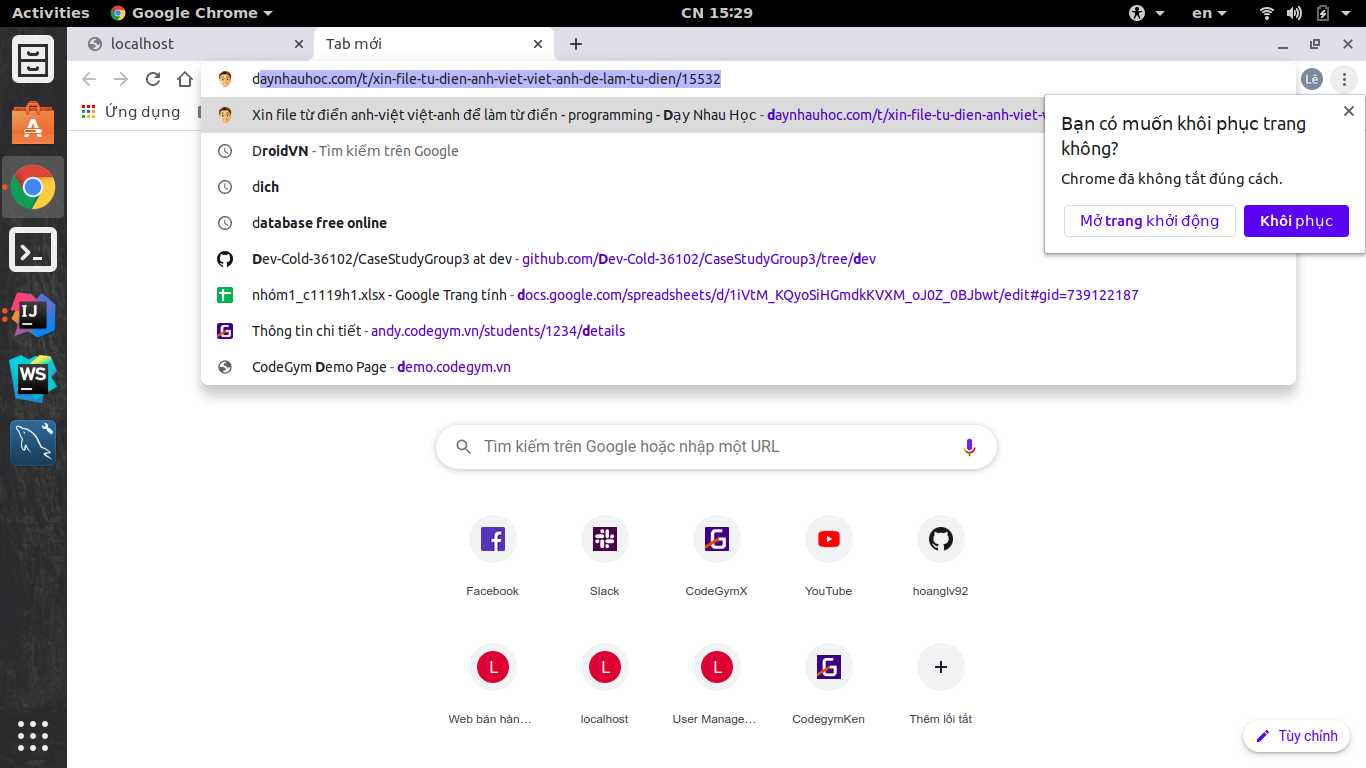 Activities Google Chrome CN 15:29 en
localhost Tab mới
daynhauhoc.com/t/xin-file-tu-dien-anh-viet-viet-anh-de-lam-tu-dien/15532 Lê
Ứng dụng
Xin file từ điển anh-việt việt-anh để làm từ điển - programming - Dạy Nhau Học - daynhauhoc.com/t/xin-file-tu-dien-anh-viet-v
DroidVN - Tìm kiếm trên Google
dich
database free online
Dev-Cold-36102/CaseStudyGroup3 at dev - github.com/Dev-Cold-36102/CaseStudyGroup3/tree/dev
nhóm1_c1119h1.xlsx - Google Trang tính - docs.google.com/spreadsheets/d/1iVtM_KQyoSiHGmdkKVXM_oJ0Z_0BJbwt/edit#gid=739122187
Thông tin chi tiết - andy.codegym.vn/students/1234/details
CodeGym Demo Page - demo.codegym.vn
Bạn có muốn khôi phục trang
không?
Chrome đã không tắt đúng cách.
Mở trang khởi động Khôi phục
Tìm kiếm trên Google hoặc nhập một URL
Facebook Slack CodeGymX YouTube hoanglv92
L L L
Web bán hàn... localhost User Manage... CodegymKen Thêm lối tắt
Tùy chỉnh
IJ
WS